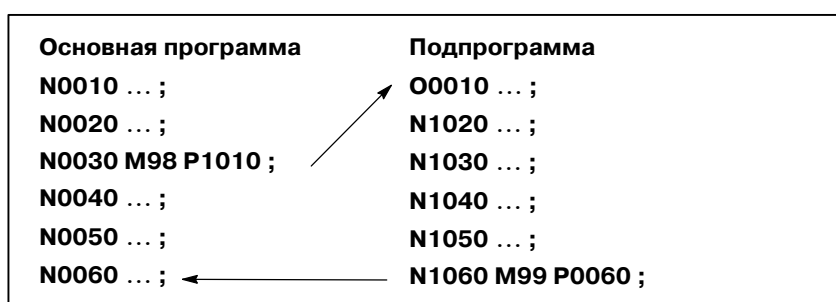 Основная программа
N0010 … ;
N0020 … ;
N0030 M98 P1010 ;
N0040 … ;
N0050 … ;
N0060 … ;
Подпрограмма
O0010 … ;
N1020 … ;
N1030 … ;
N1040 … ;
N1050 … ;
N1060 M99 P0060 ;